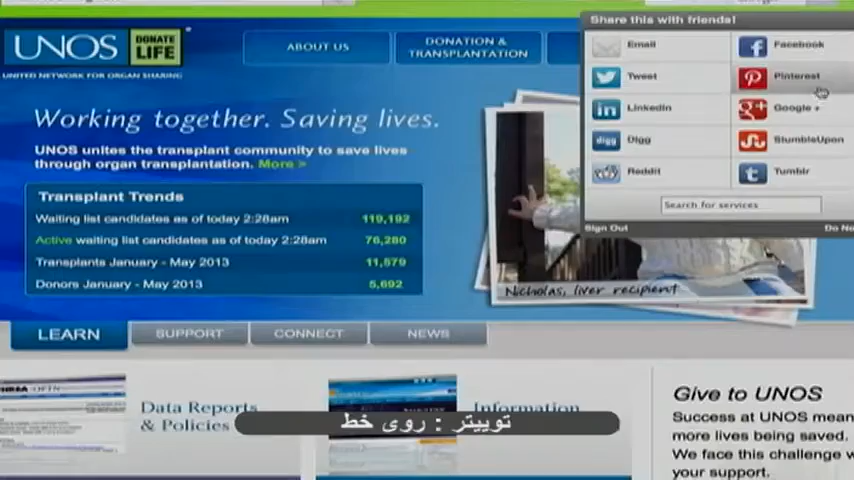 Share this with friends!
Email
Facebook
Tweet
Pinterest
LinkedIn
Google +
Digg
StumbleUpon
Reddit
Tumblr
Search for services
Sign Out
UNOS
DONATE
LIFE
UNITED NETWORK FOR ORGAN SHARING
ABOUT US
DONATION &
TRANSPLANTATION
Working together. Saving lives.
UNOS unites the transplant community to save lives
through organ transplantation. More >
Transplant Trends
Waiting list candidates as of today 2:28am 119,192
Active waiting list candidates as of today 2:28am 76,280
Transplants January - May 2013 11,579
Donors January - May 2013 5,692
Nicholas, liver recipient
LEARN
SUPPORT
CONNECT
NEWS
Data Reports
& Policies
Information
Give to UNOS
Success at UNOS mean
more lives being saved.
We face this challenge w
your support.
توییتر : روی خط